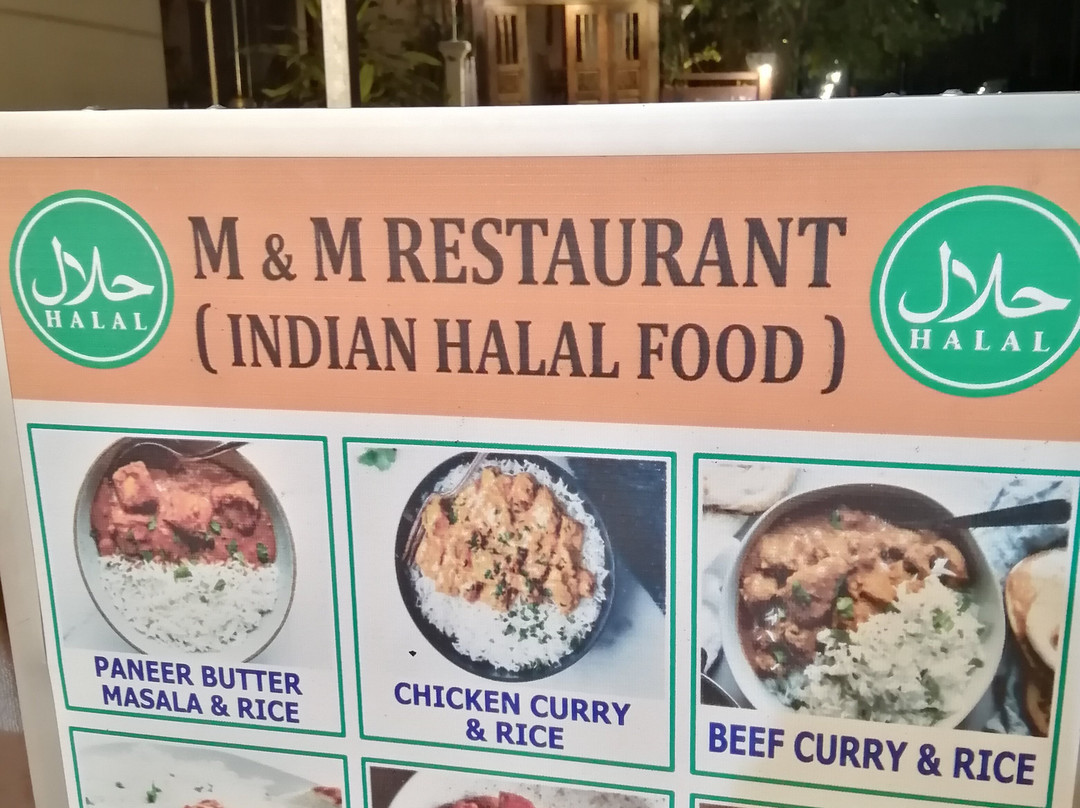 حلال
HALAL
M & M RESTAURANT
( INDIAN HALAL FOOD )
حلال
HALAL
PANEER BUTTER
MASALA & RICE
CHICKEN CURRY
& RICE
BEEF CURRY & RICE